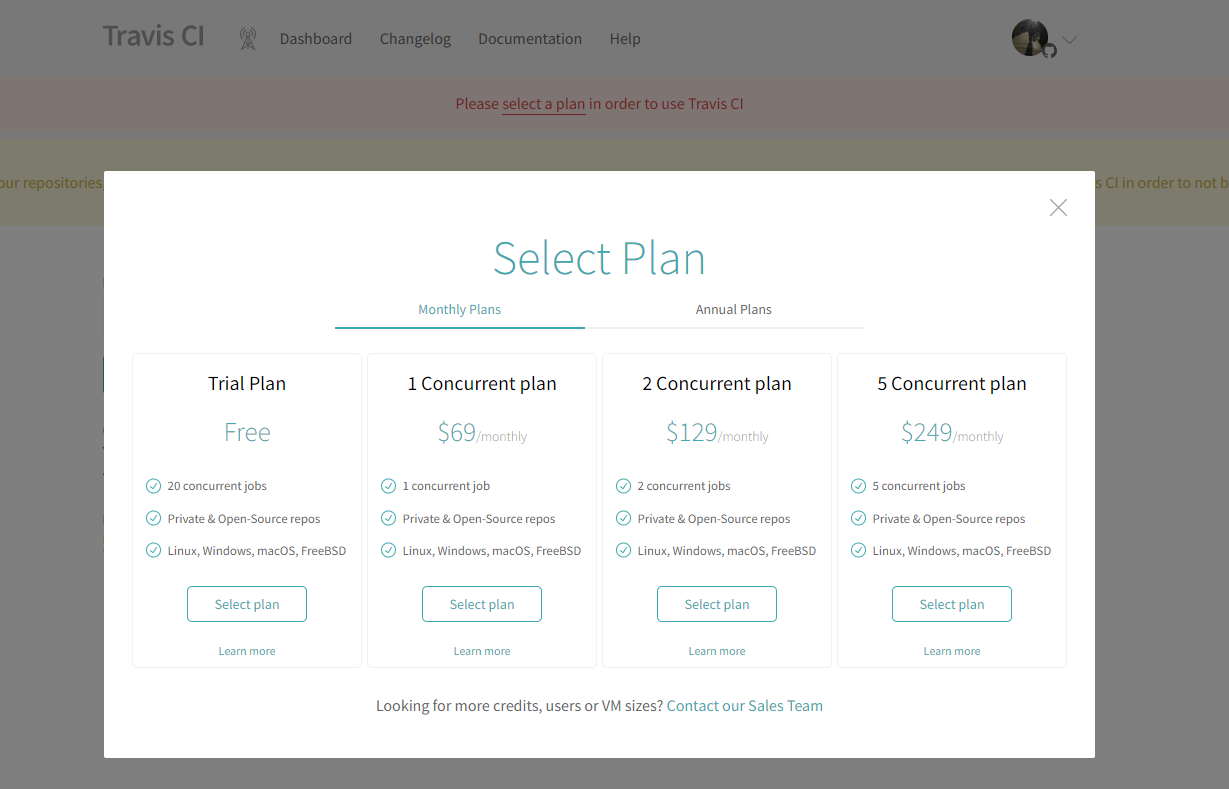 Travis CI
Dashboard
Changelog
Documentation
Help
Please select a plan in order to use Travis CI
our repositories
s CI in order to not b
Select Plan
Monthly Plans
Annual Plans
Trial Plan
Free
20 concurrent jobs
Private & Open-Source repos
Linux, Windows, macOS, FreeBSD
Select plan
Learn more
1 Concurrent plan
$69/monthly
1 concurrent job
Private & Open-Source repos
Linux, Windows, macOS, FreeBSD
Select plan
Learn more
2 Concurrent plan
$129/monthly
2 concurrent jobs
Private & Open-Source repos
Linux, Windows, macOS, FreeBSD
Select plan
Learn more
5 Concurrent plan
$249/monthly
5 concurrent jobs
Private & Open-Source repos
Linux, Windows, macOS, FreeBSD
Select plan
Learn more
Looking for more credits, users or VM sizes? Contact our Sales Team